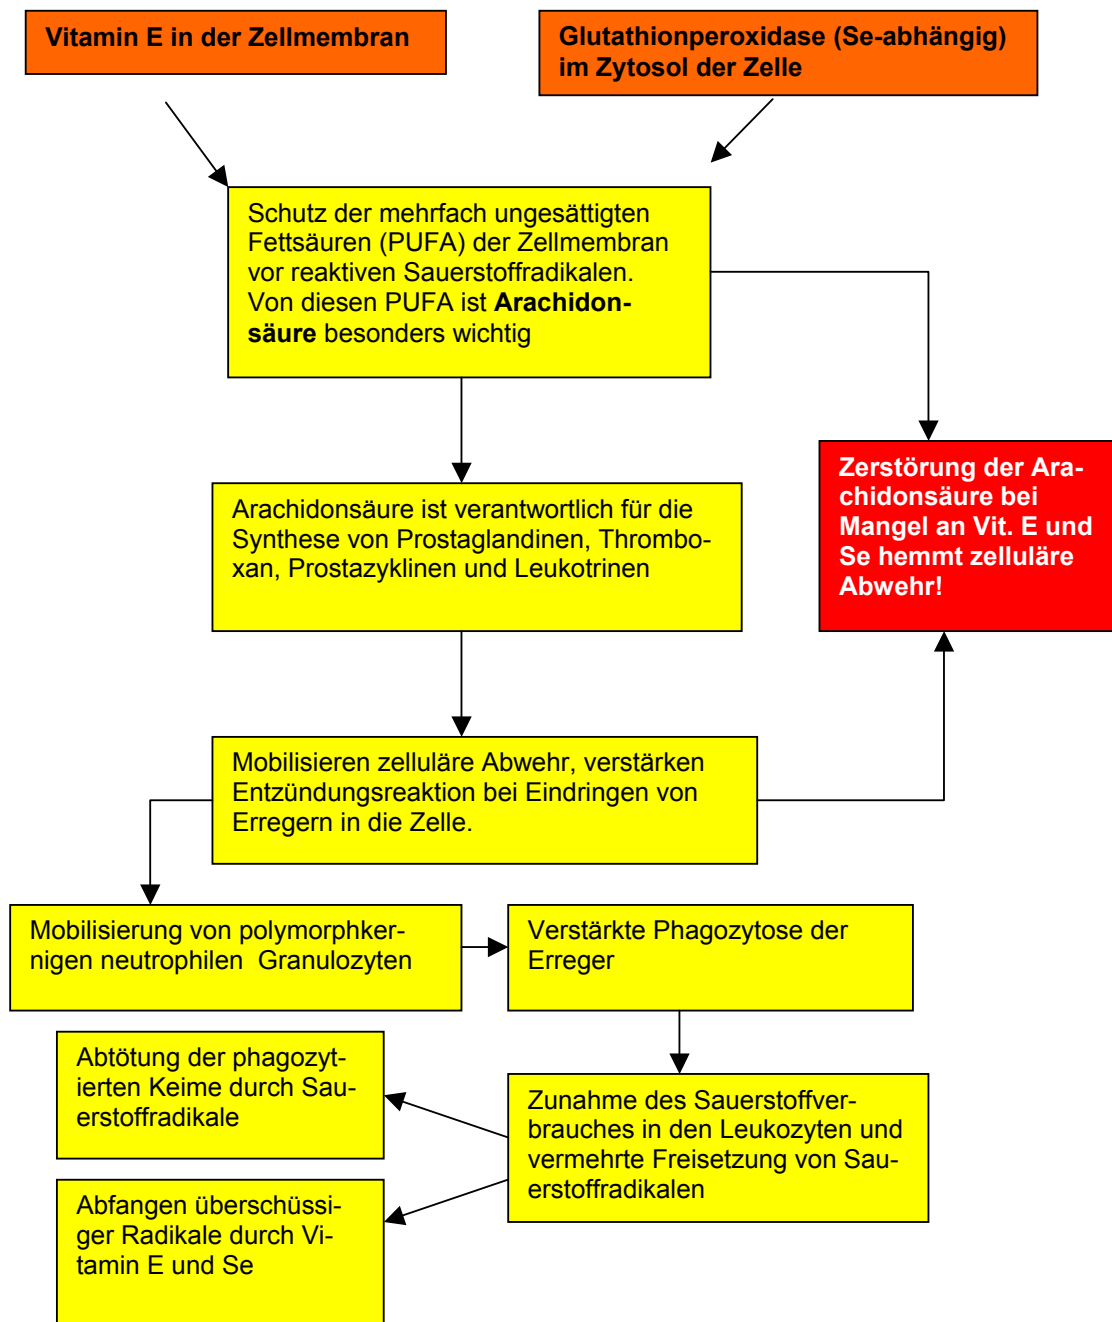 Vitamin E in der Zellmembran
Glutathionperoxidase (Se-abhängig)
im Zytosol der Zelle
Schutz der mehrfach ungesättigten
Fettsäuren (PUFA) der Zellmembran
vor reaktiven Sauerstoffradikalen.
Von diesen PUFA ist Arachidon-
säure besonders wichtig
Zerstörung der Ara-
chidonsäure bei
Mangel an Vit. E und
Se hemmt zelluläre
Abwehr!
Arachidonsäure ist verantwortlich für die
Synthese von Prostaglandinen, Thrombo-
xan, Prostazyklinen und Leukotrinen
Mobilisieren zelluläre Abwehr, verstärken
Entzündungsreaktion bei Eindringen von
Erregern in die Zelle.
Mobilisierung von polymorphker-
nigen neutrophilen  Granulozyten
Verstärkte Phagozytose der
Erreger
Abtötung der phagozyt-
ierten Keime durch Sau-
erstoffradikale
Zunahme des Sauerstoffver-
brauches in den Leukozyten und
vermehrte Freisetzung von Sau-
erstoffradikalen
Abfangen überschüssi-
ger Radikale durch Vi-
tamin E und Se